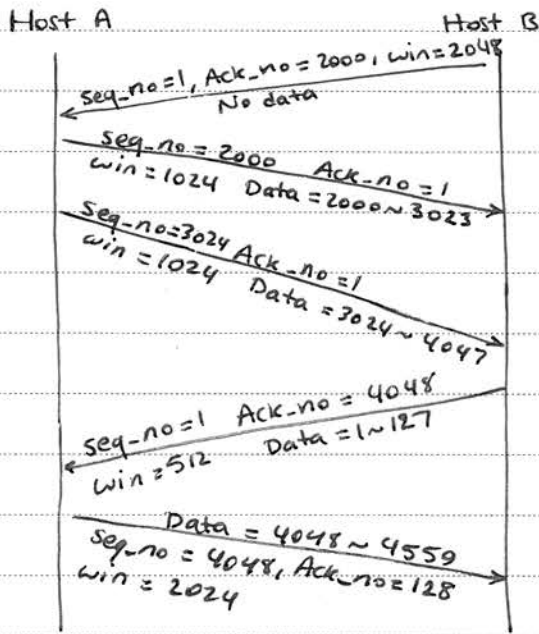 Host A Host B
seq_no=1, Ack_no=2000, win=2048
No data
seq_no=2000 Ack_no=1
win=1024 Data=2000~3023
seq_no=3024 Ack_no=1
win=1024 Data=3024~4047
seq_no=1 Ack_no=4048
win=512 Data=1~127
Data=4048~4559
seq_no=4048, Ack_no=128
win=2024